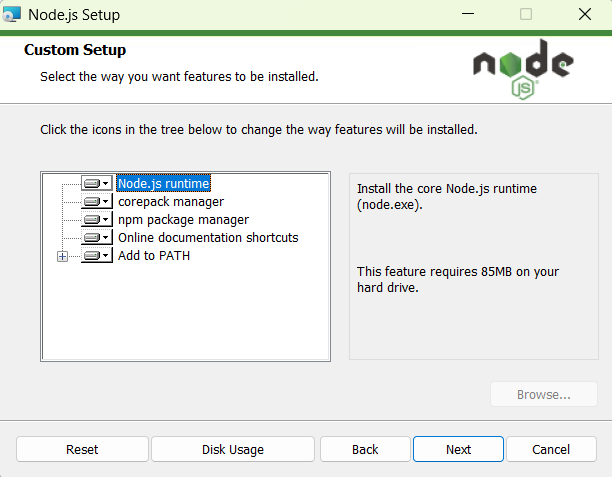 Node.js Setup
Custom Setup
Select the way you want features to be installed.
node
JS
Click the icons in the tree below to change the way features will be installed.
Node.js runtime
corepack manager
npm package manager
Online documentation shortcuts
Add to PATH
Install the core Node.js runtime
(node.exe).
This feature requires 85MB on your
hard drive.
Browse...
Reset
Disk Usage
Back
Next
Cancel